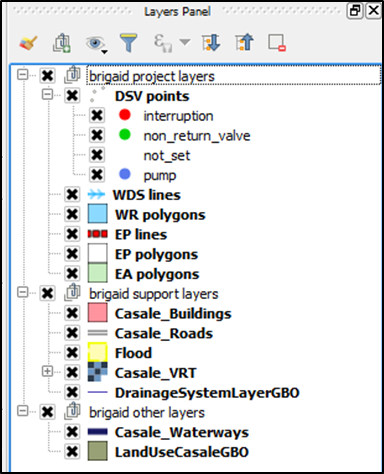 Layers Panel
brigaid project layers
DSV points
interruption
non_return_valve
not_set
pump
WDS lines
WR polygons
EP lines
EP polygons
EA polygons
brigaid support layers
Casale_Buildings
Casale_Roads
Flood
Casale_VRT
DrainageSystemLayerGBO
brigaid other layers
Casale_Waterways
LandUseCasaleGBO